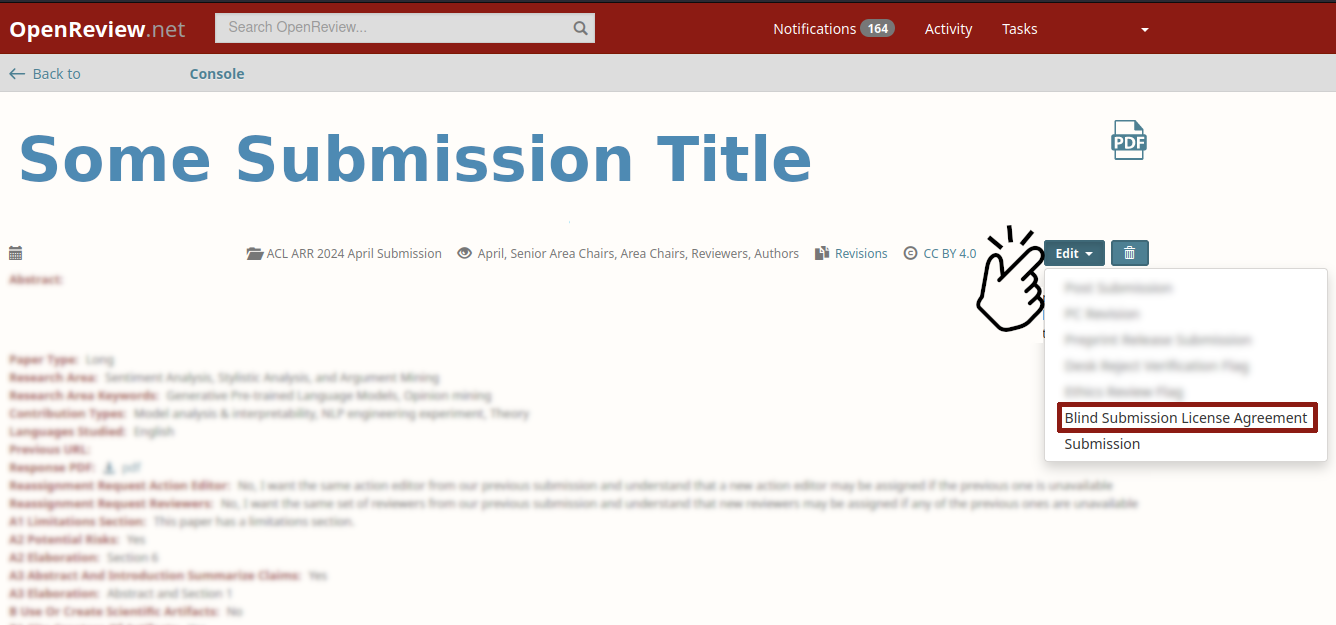 OpenReview.net Search OpenReview... Notifications 164 Activity Tasks
← Back to Console
Some Submission Title
PDF
ACL ARR 2024 April Submission April, Senior Area Chairs, Area Chairs, Reviewers, Authors Revisions CC BY 4.0 Edit
Abstract:
Post Submission
PC Revision
Preprint Release Submission
Desk Reject Verification Flag
Ethics Review Flag
Blind Submission License Agreement
Submission
Paper Type: Long
Research Area: Sentiment Analysis, Stylistic Analysis, and Argument Mining
Research Area Keywords: Generative Pre-trained Language Models, Opinion mining
Contribution Types: Model analysis & interpretability, NLP engineering experiment, Theory
Languages Studied: English
Previous URL:
Response PDF: pdf
Reassignment Request Action Editor: No, I want the same action editor from our previous submission and understand that a new action editor may be assigned if the previous one is unavailable
Reassignment Request Reviewers: No, I want the same set of reviewers from our previous submission and understand that new reviewers may be assigned if any of the previous ones are unavailable
A1 Limitations Section: This paper has a limitations section.
A2 Potential Risks: Yes
A2 Elaboration: Section 6
A3 Abstract And Introduction Summarize Claims: Yes
A3 Elaboration: Abstract and Section 1
B Use Or Create Scientific Artifacts: No